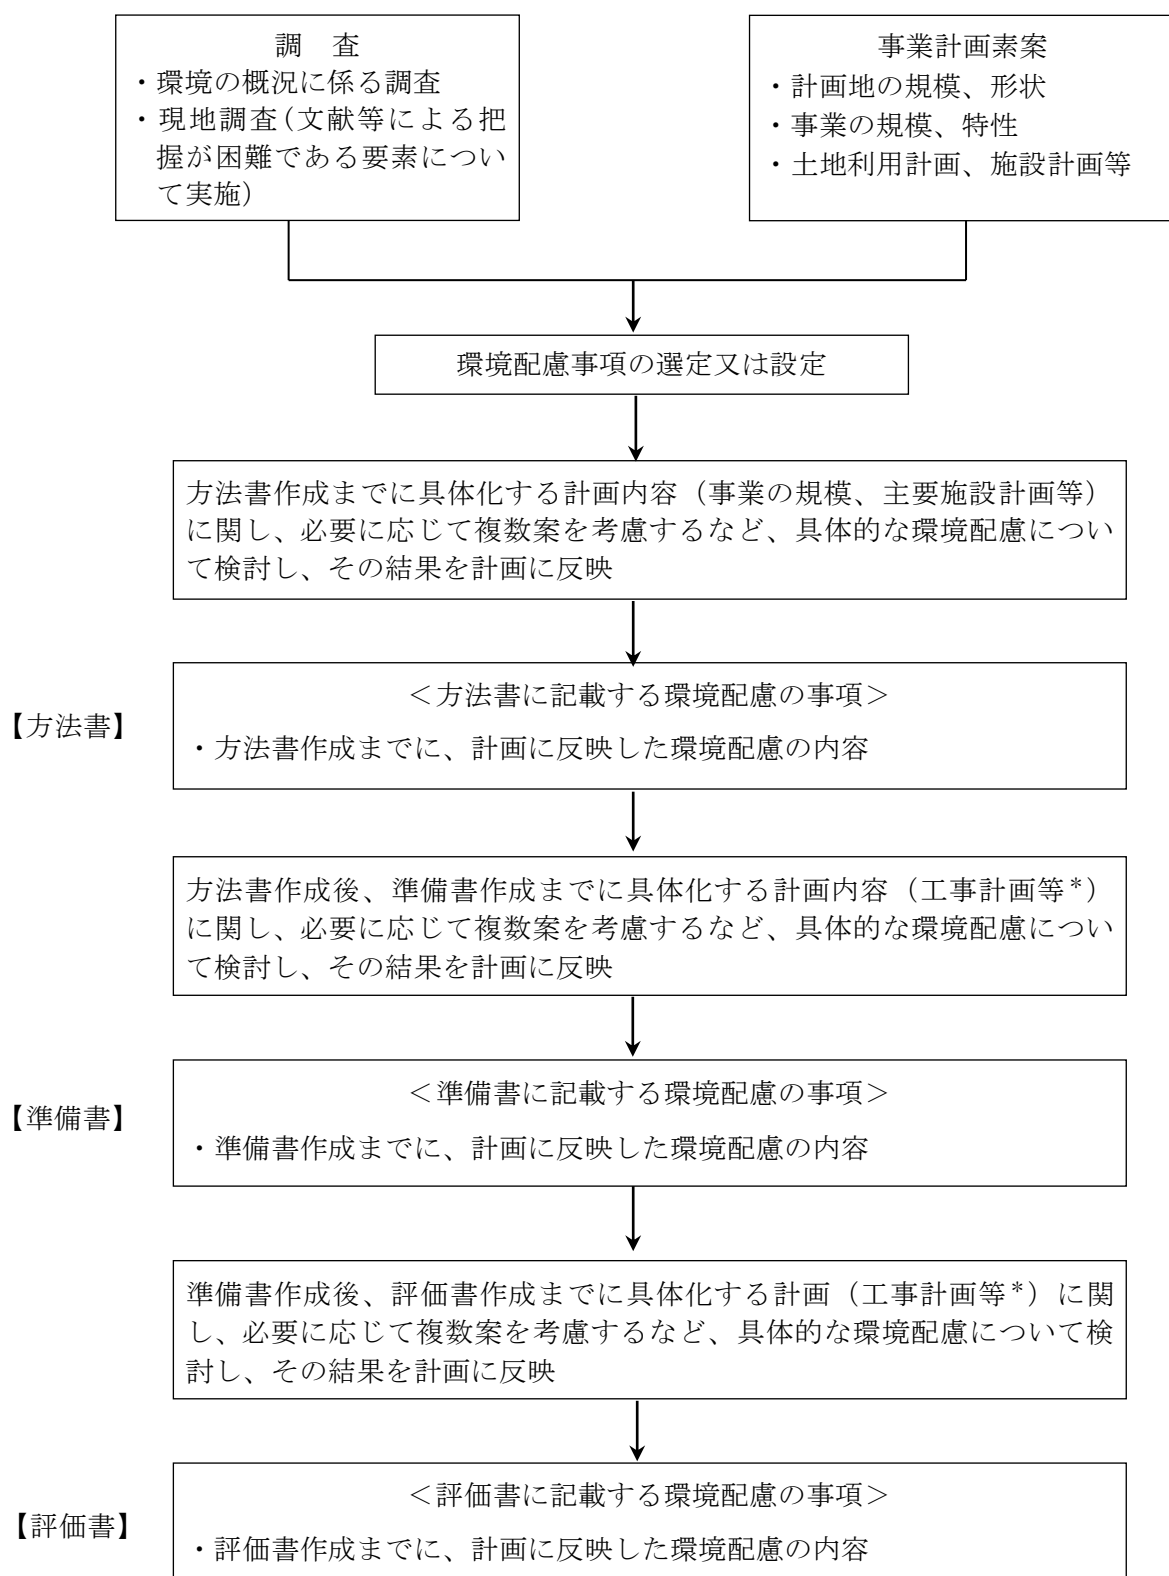 調　査
・環境の概況に係る調査
・現地調査(文献等による把
握が困難である要素につい
て実施)
事業計画素案
・計画地の規模、形状
・事業の規模、特性
・土地利用計画、施設計画等
環境配慮事項の選定又は設定
方法書作成までに具体化する計画内容（事業の規模、主要施設計画等）
に関し、必要に応じて複数案を考慮するなど、具体的な環境配慮につい
て検討し、その結果を計画に反映
【方法書】
＜方法書に記載する環境配慮の事項＞
・方法書作成までに、計画に反映した環境配慮の内容
方法書作成後、準備書作成までに具体化する計画内容（工事計画等*）
に関し、必要に応じて複数案を考慮するなど、具体的な環境配慮につい
て検討し、その結果を計画に反映
【準備書】
＜準備書に記載する環境配慮の事項＞
・準備書作成までに、計画に反映した環境配慮の内容
準備書作成後、評価書作成までに具体化する計画（工事計画等*）に関
し、必要に応じて複数案を考慮するなど、具体的な環境配慮について検
討し、その結果を計画に反映
【評価書】
＜評価書に記載する環境配慮の事項＞
・評価書作成までに、計画に反映した環境配慮の内容